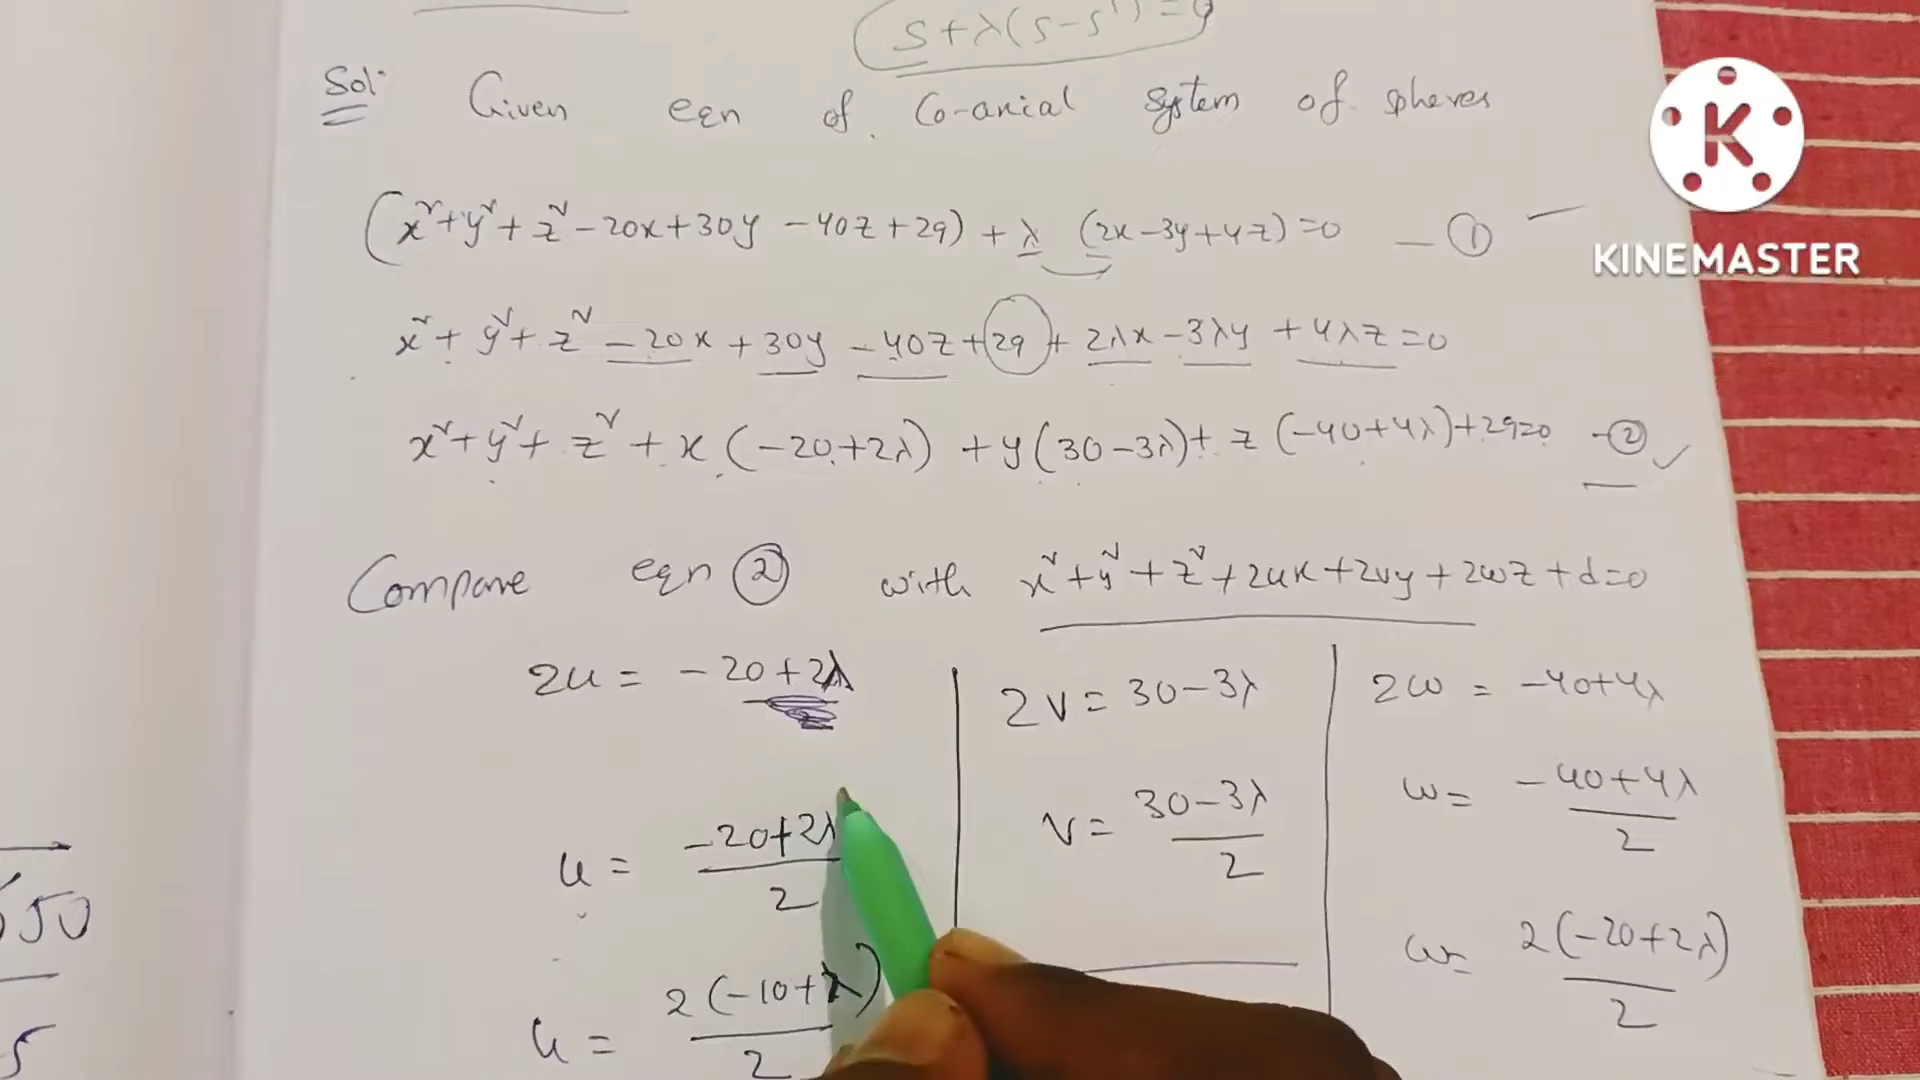 S+λ(S-S')=0
Sol:- Given eqn of Co-axial System of spheres
(x²+y²+z²-20x+30y-40z+29)+λ(2x-3y+4z)=0 — ①
x²+y²+z²-20x+30y-40z+29+2λx-3λy+4λz=0
x²+y²+z²+x(-20+2λ)+y(30-3λ)+z(-40+4λ)+29=0 -②
Compare eqn ② with x²+y²+z²+2ux+2vy+2wz+d=0
2u = -20+2λ
u = -20+2λ / 2
u = 2(-10+λ) / 2
2v = 30-3λ
v = 30-3λ / 2
2w = -40+4λ
w = -40+4λ / 2
w = 2(-20+2λ) / 2
650
5
K
KINEMASTER